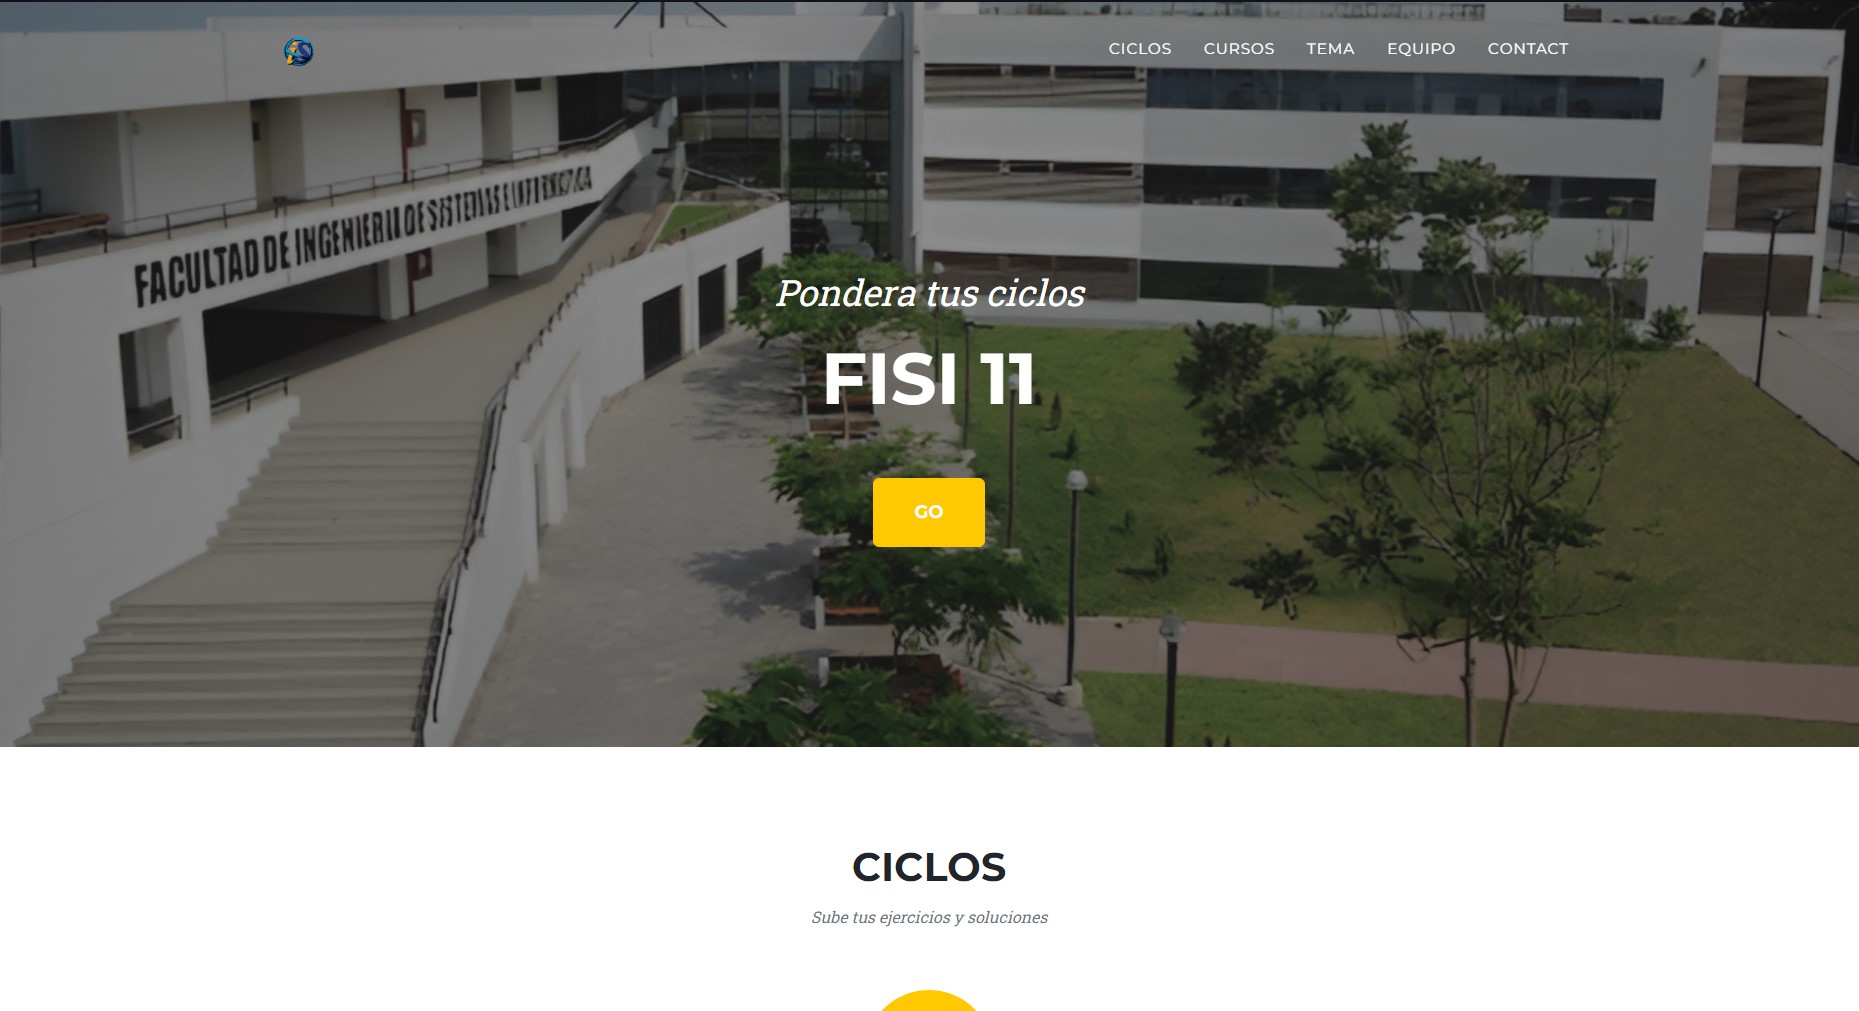 CICLOS CURSOS TEMA EQUIPO CONTACT
FACULTAD DE INGENIERIA DE SISTEMAS E INFORMATICA
Pondera tus ciclos
FISI 11
GO
CICLOS
Sube tus ejercicios y soluciones